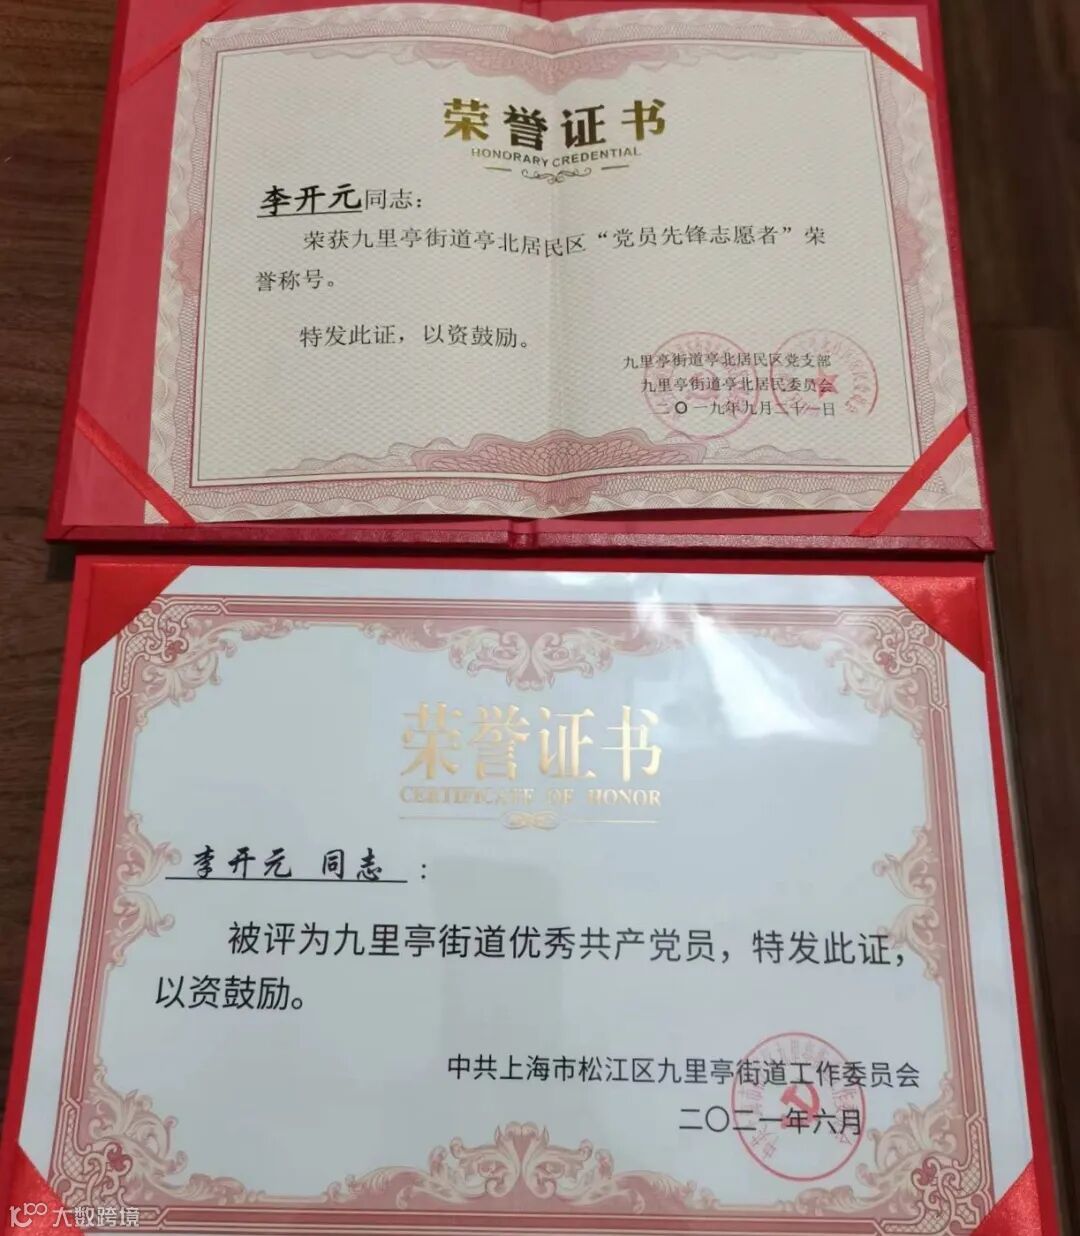 荣誉证书
HONORARY CREDENTIAL
李开元同志：
荣获九里亭街道亭北居民区“党员先锋志愿者”荣
誉称号。
特发此证，以资鼓励。
九里亭街道亭北居民区党支部
九里亭街道亭北居民委员会
二〇一九年九月二十一日
荣誉证书
CERTIFICATE OF HONOR
李开元 同志：
被评为九里亭街道优秀共产党员，特发此证，
以资鼓励。
中共上海市松江区九里亭街道工作委员会
二〇二一年六月
大数跨境